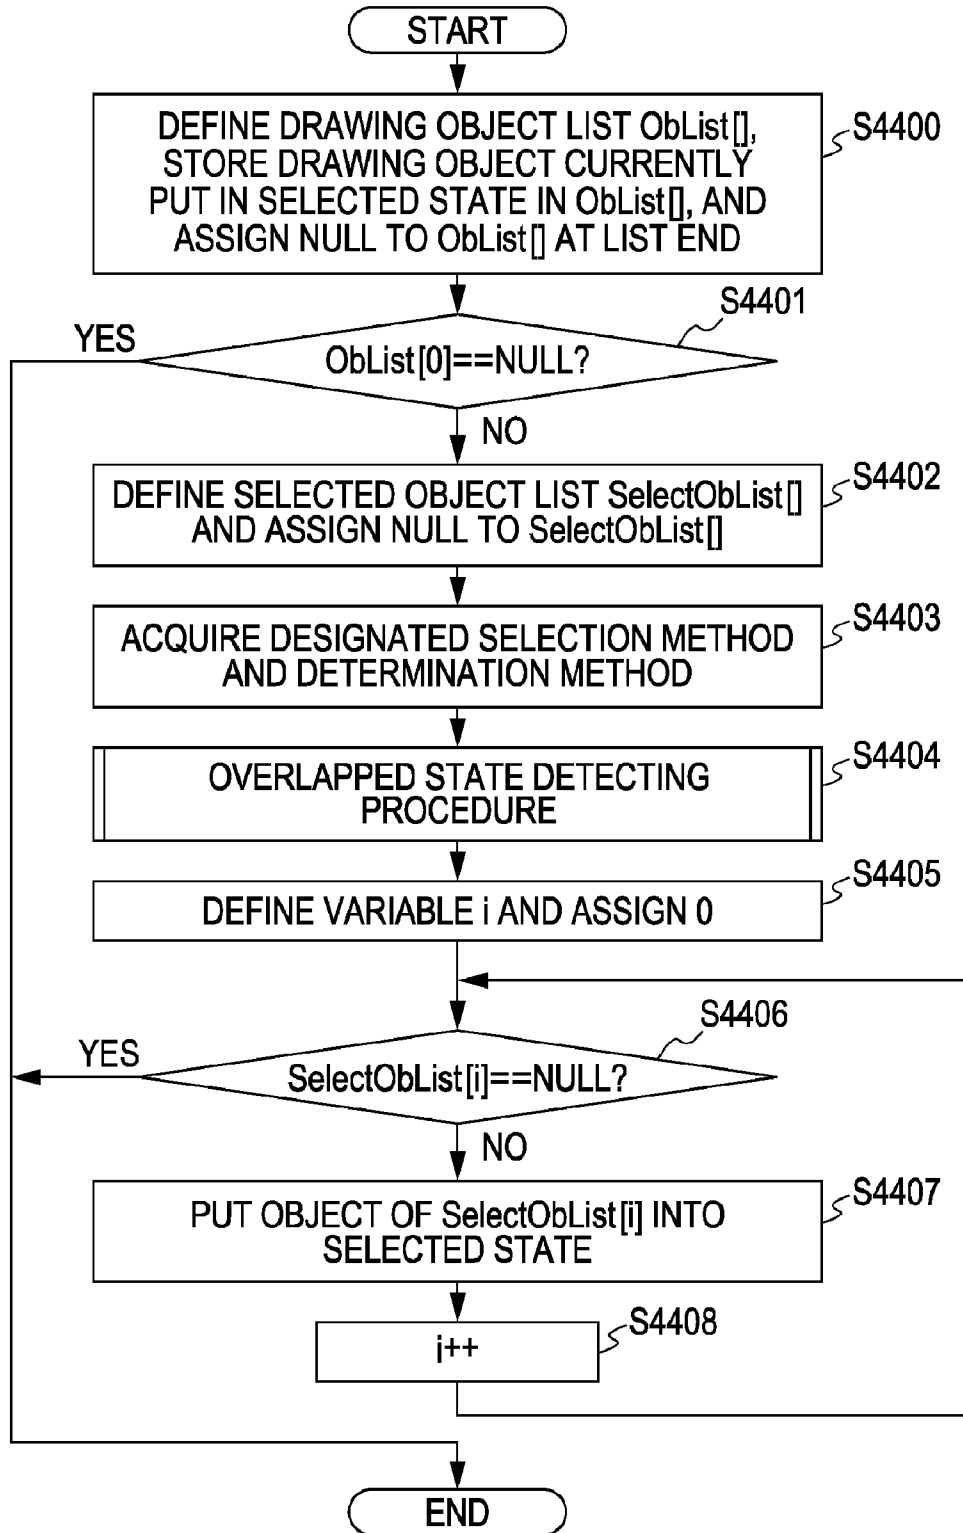 START
DEFINE DRAWING OBJECT LIST ObList[],
STORE DRAWING OBJECT CURRENTLY
PUT IN SELECTED STATE IN ObList[], AND
ASSIGN NULL TO ObList[] AT LIST END
S4400
S4401
YES
ObList[0]==NULL?
NO
S4402
DEFINE SELECTED OBJECT LIST SelectObList[]
AND ASSIGN NULL TO SelectObList[]
S4403
ACQUIRE DESIGNATED SELECTION METHOD
AND DETERMINATION METHOD
S4404
OVERLAPPED STATE DETECTING
PROCEDURE
S4405
DEFINE VARIABLE i AND ASSIGN 0
S4406
YES
SelectObList[i]==NULL?
NO
S4407
PUT OBJECT OF SelectObList[i] INTO
SELECTED STATE
S4408
i++
END